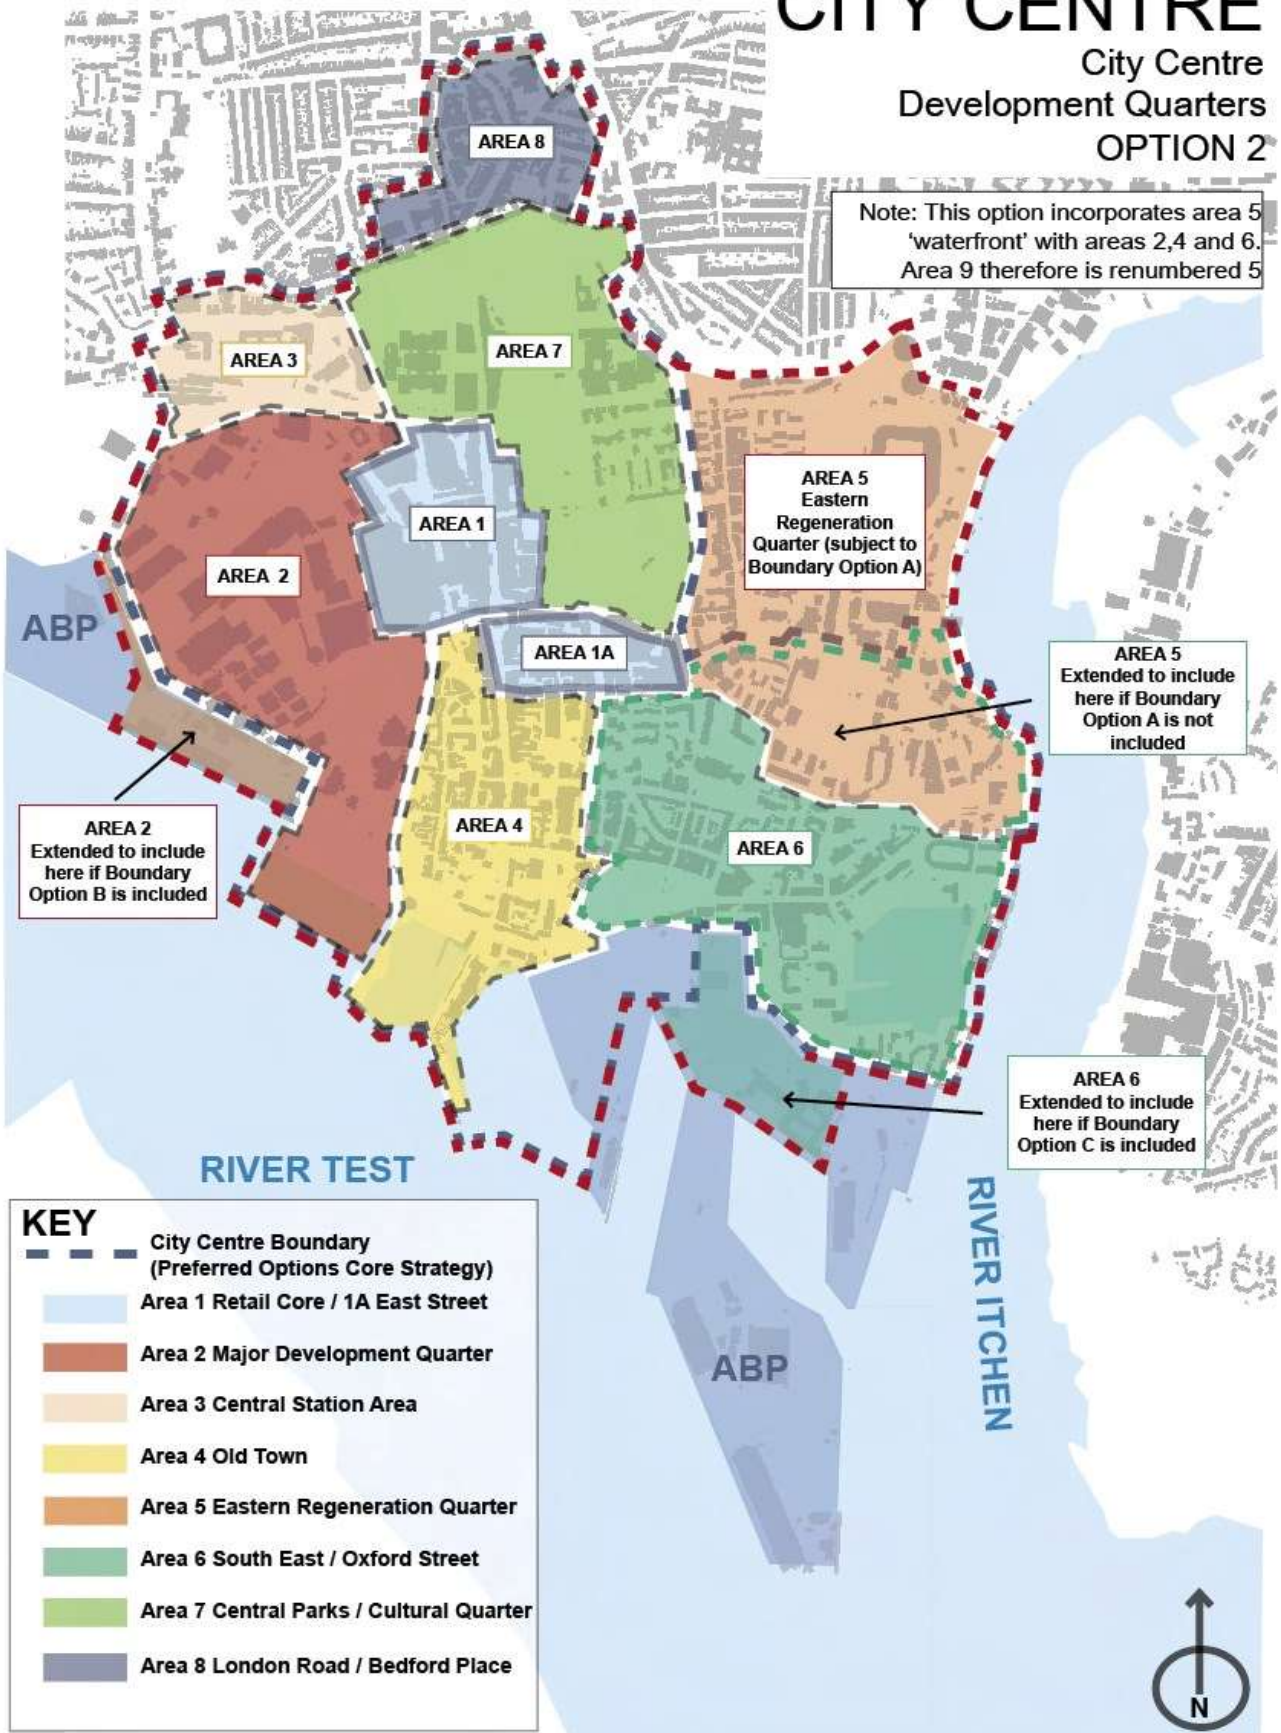 CITY CENTRE
City Centre
Development Quarters
OPTION 2
Note: This option incorporates area 5
'waterfront' with areas 2,4 and 6.
Area 9 therefore is renumbered 5
AREA 8
AREA 3
AREA 7
AREA 1
AREA 2
AREA 5
Eastern
Regeneration
Quarter (subject to
Boundary Option A)
ABP
AREA 1A
AREA 5
Extended to include
here if Boundary
Option A is not
included
AREA 2
Extended to include
here if Boundary
Option B is included
AREA 4
AREA 6
AREA 6
Extended to include
here if Boundary
Option C is included
RIVER TEST
RIVER ITCHEN
ABP
KEY
City Centre Boundary
(Preferred Options Core Strategy)
Area 1 Retail Core / 1A East Street
Area 2 Major Development Quarter
Area 3 Central Station Area
Area 4 Old Town
Area 5 Eastern Regeneration Quarter
Area 6 South East / Oxford Street
Area 7 Central Parks / Cultural Quarter
Area 8 London Road / Bedford Place
N